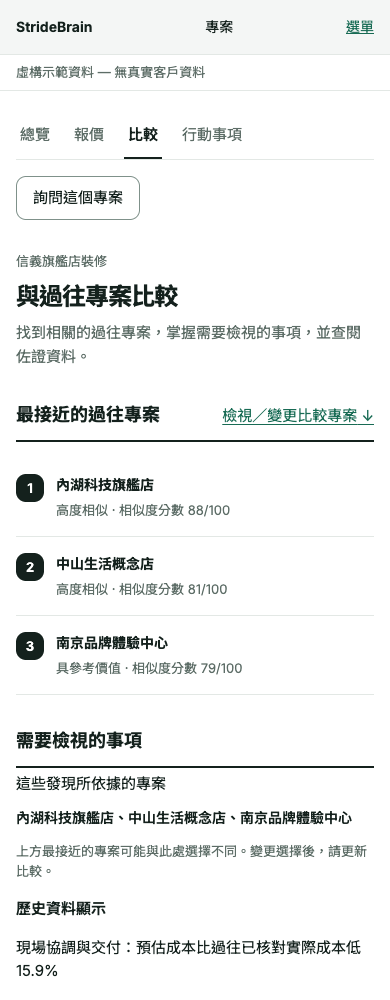 StrideBrain
專案
選單
虛構示範資料 — 無真實客戶資料
總覽
報價
比較
行動事項
詢問這個專案
信義旗艦店裝修
與過往專案比較
找到相關的過往專案，掌握需要檢視的事項，並查閱
佐證資料。
最接近的過往專案
檢視／變更比較專案 ↓
1
內湖科技旗艦店
高度相似 · 相似度分數 88/100
2
中山生活概念店
高度相似 · 相似度分數 81/100
3
南京品牌體驗中心
具參考價值 · 相似度分數 79/100
需要檢視的事項
這些發現所依據的專案
內湖科技旗艦店、中山生活概念店、南京品牌體驗中心
上方最接近的專案可能與此處選擇不同。變更選擇後，請更新
比較。
歷史資料顯示
現場協調與交付：預估成本比過往已核對實際成本低
15.9%